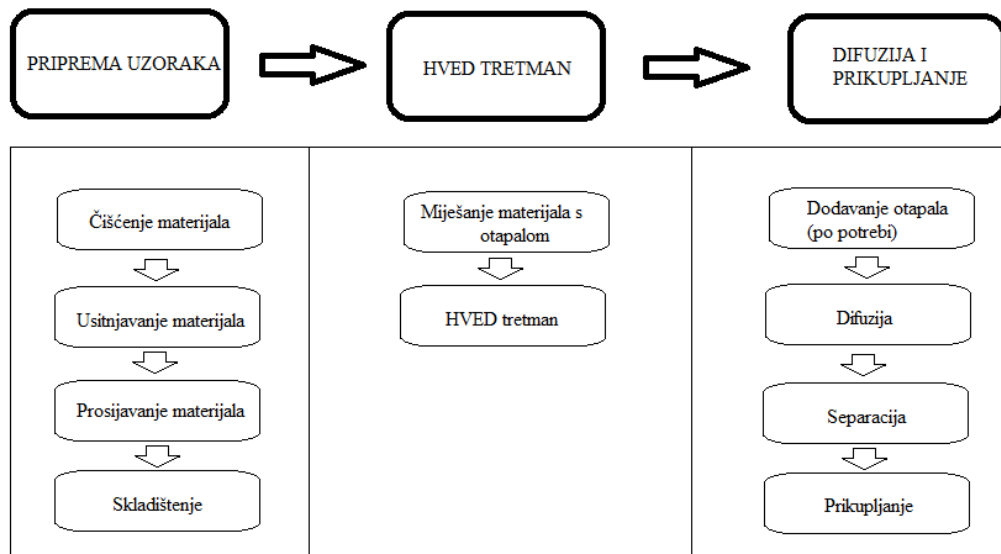 PRIPREMA UZORAKA
HVED TRETMAN
DIFUZIJA I
PRIKUPLJANJE
Čišćenje materijala
Usitnjavanje materijala
Prosijavanje materijala
Skladištenje
Miješanje materijala s
otapalom
HVED tretman
Dodavanje otapala
(po potrebi)
Difuzija
Separacija
Prikupljanje